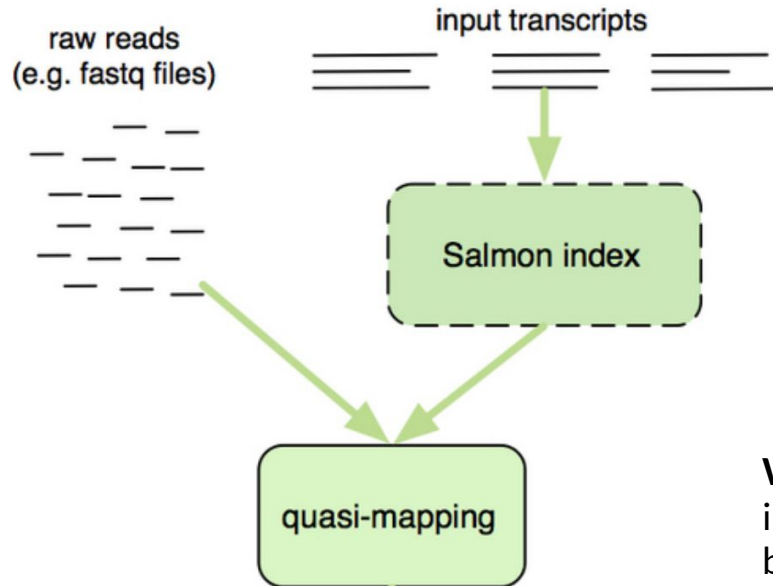 raw reads
(e.g. fastq files)
input transcripts
Salmon index
quasi-mapping